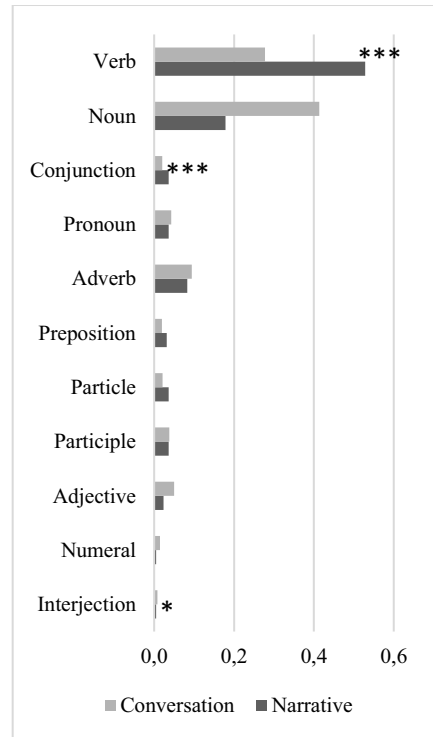 Verb ***
Noun
Conjunction ***
Pronoun
Adverb
Preposition
Particle
Participle
Adjective
Numeral
Interjection *
0,0 0,2 0,4 0,6
Conversation Narrative